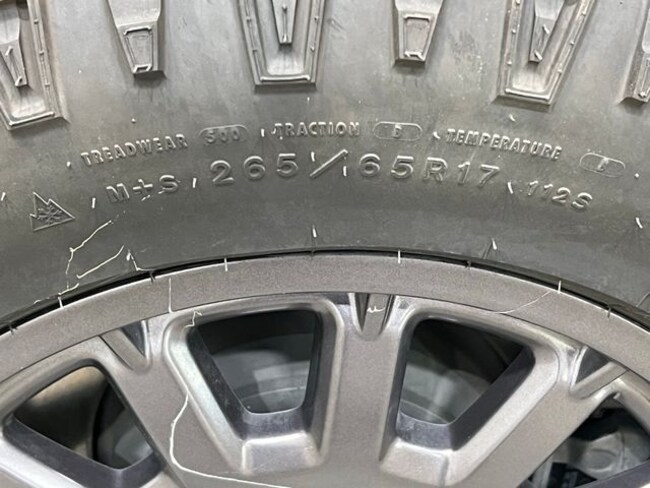 TREADWEAR 500 TRACTION B TEMPERATURE A
M+S 265/65R17 112S